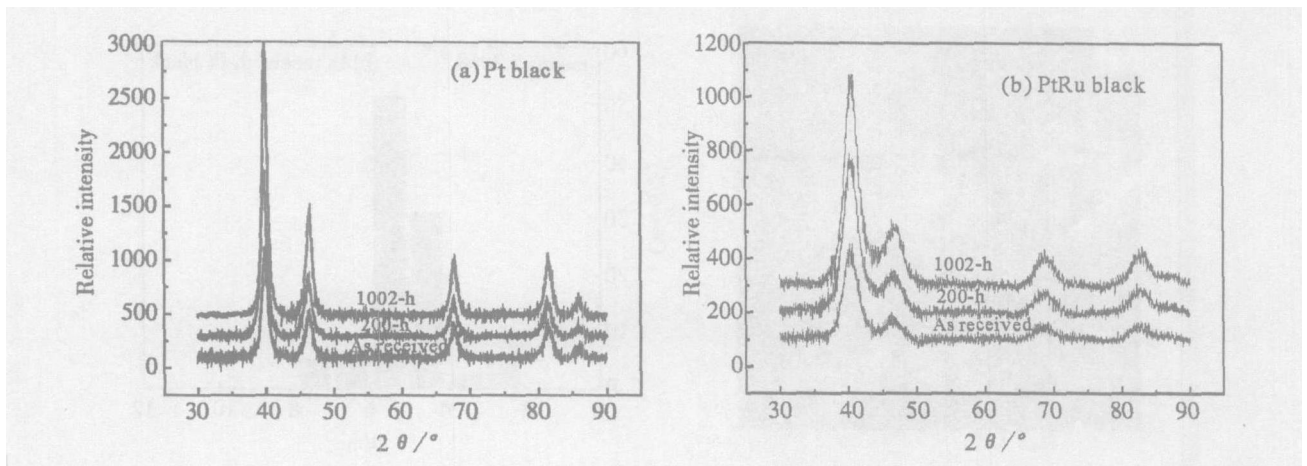 (a) Pt black
Relative intensity
3000
2500
2000
1500
1000
500
0
1002-h
200-h
As received
30 40 50 60 70 80 90
2 θ /°
(b) PtRu black
Relative intensity
1200
1000
800
600
400
200
0
1002-h
200-h
As received
30 40 50 60 70 80 90
2 θ /°